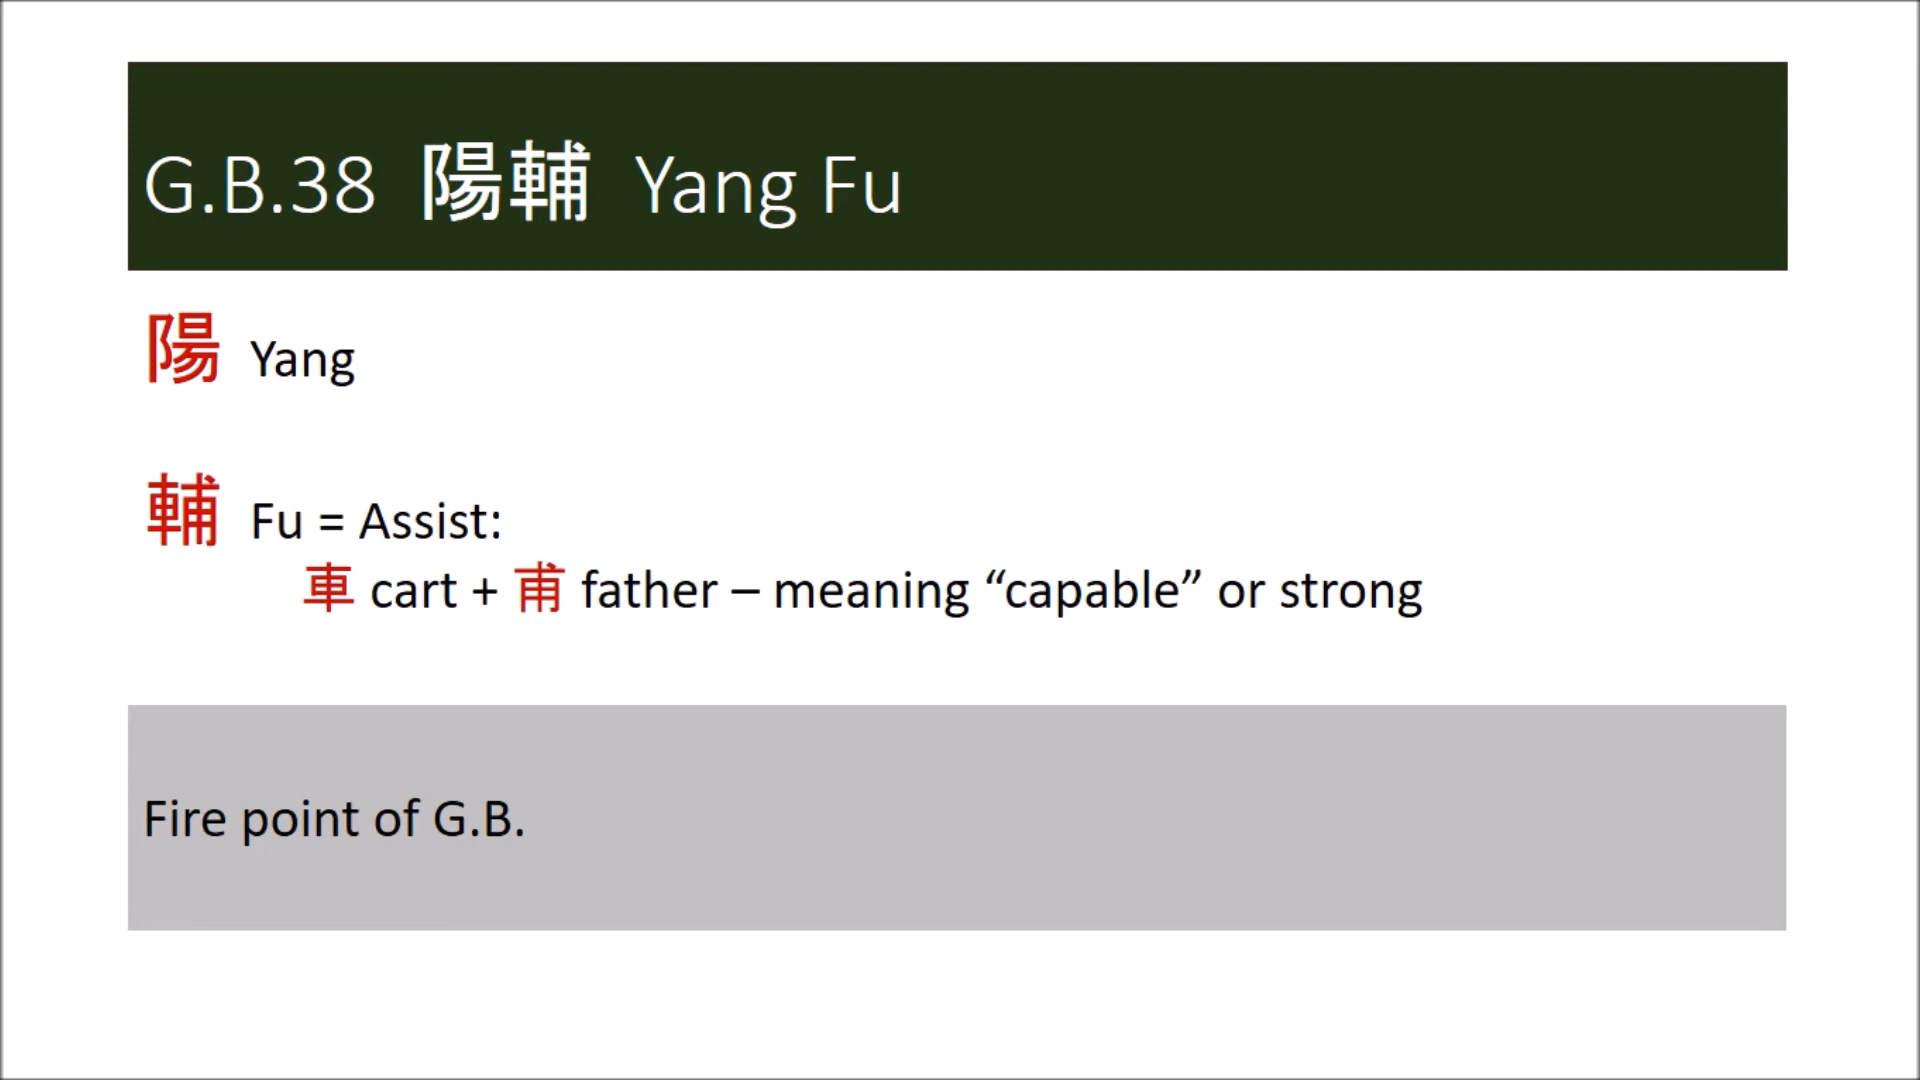 G.B.38 陽輔 Yang Fu
陽 Yang
輔 Fu = Assist:
車 cart + 甫 father – meaning “capable” or strong
Fire point of G.B.